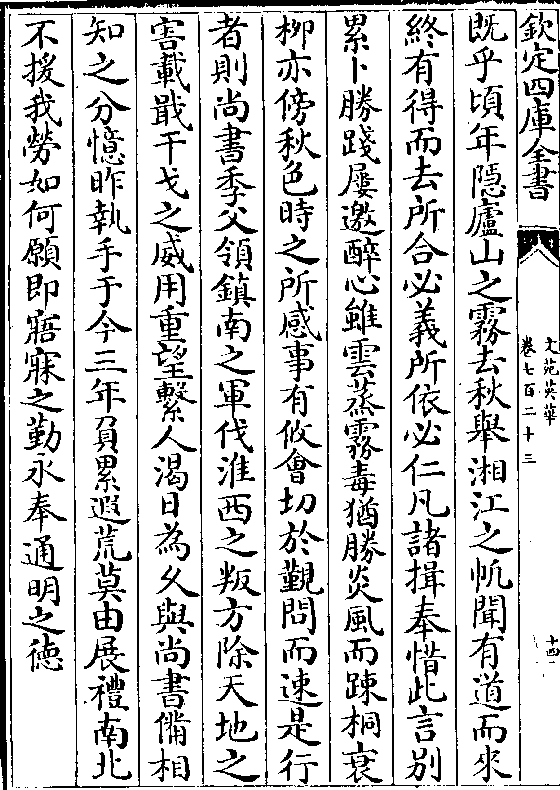 欽定四庫全書
文苑英華
卷七百二十三
十四
既乎頃年隐廬山之霧去秋舉湘江之帆聞有道而來
終有得而去所合必義所依必仁凡諸揖奉惜此言别
累卜勝踐屢邀醉心雖雲蒸霧毒猶勝炎風而踈桐衰
柳亦傍秋色時之所感事有攸會切於覲問而速是行
者則尚書季父領鎮南之軍伐淮西之叛方除天地之
害載戢干戈之威用重望繫人渴日為久與尚書備相
知之分憶昨執手于今三年負累遐荒莫由展禮南北
不援我勞如何願即寤寐之勤永奉通明之徳